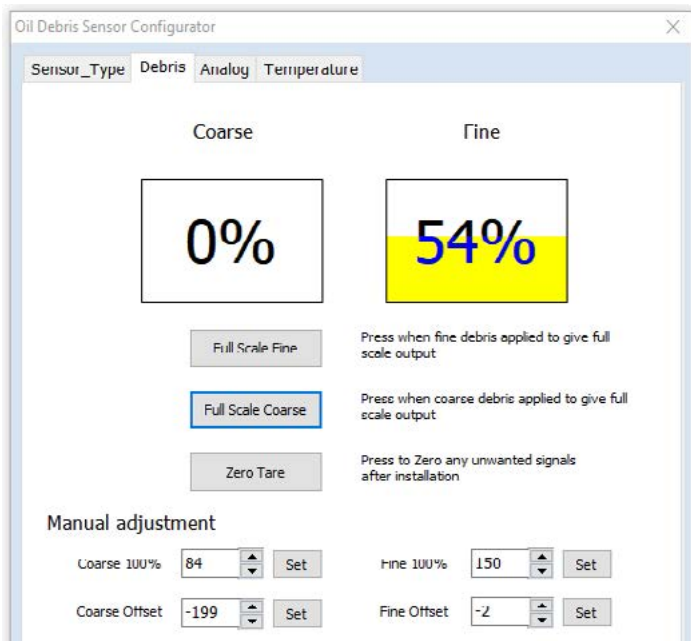 Oil Debris Sensor Configurator
Sensor_Type Debris Analog Temperature
Coarse Fine
0% 54%
Full Scale Fine Press when fine debris applied to give full
scale output
Full Scale Coarse Press when coarse debris applied to give full
scale output
Zero Tare Press to Zero any unwanted signals
after installation
Manual adjustment
Coarse 100% 84 Set Fine 100% 150 Set
Coarse Offset -199 Set Fine Offset -2 Set